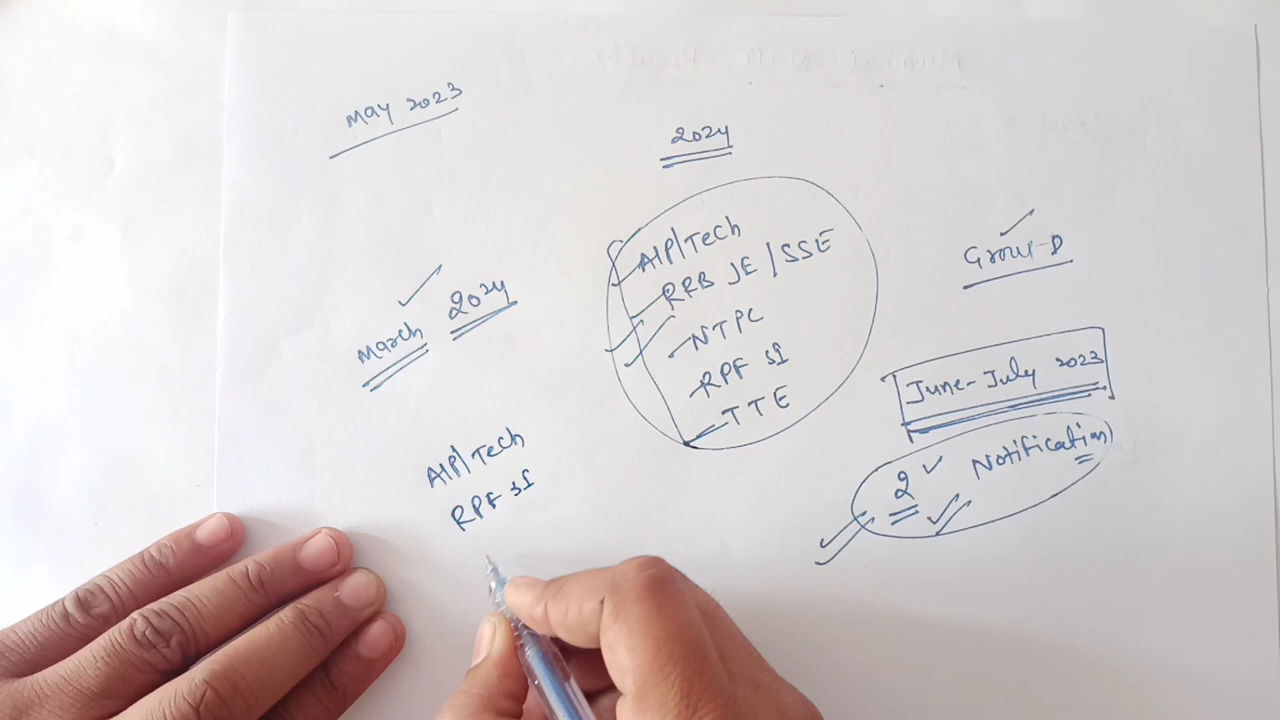 May 2023
2024
AlP/Tech
RRB JE/SSE
NTPC
RPF SI
TTE
Group-D
March 2024
June-July 2023
2 Notification
AlP/Tech
RPF SI